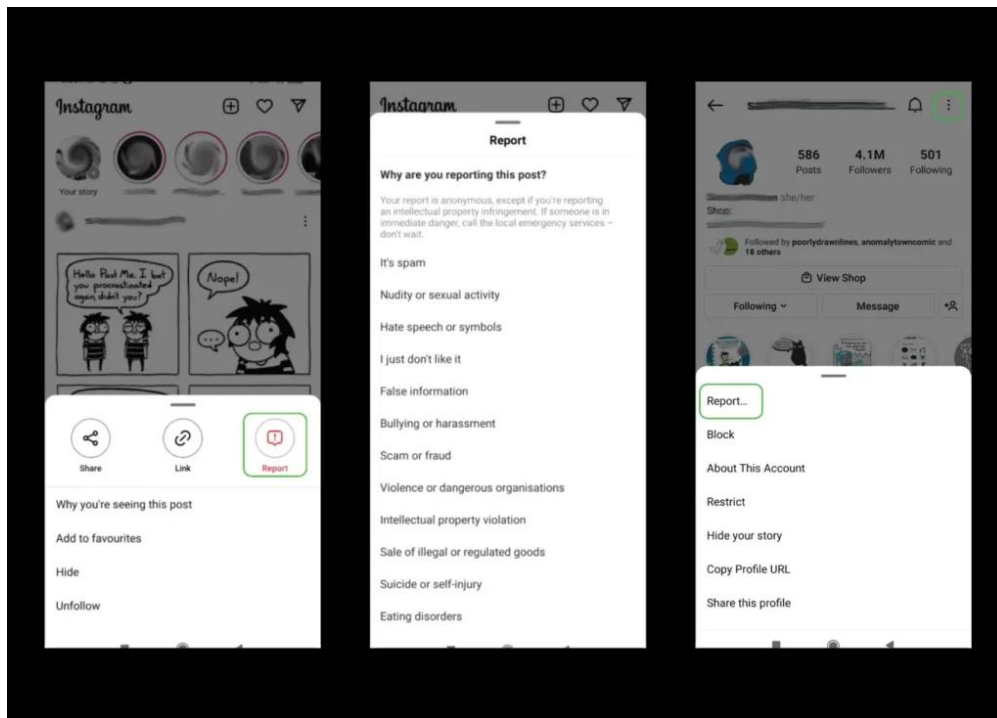 Instagram
Your story
Hello Past Me. I bet
you procrastinated
again, didn't you?
Nope!
Share
Link
Report
Why you're seeing this post
Add to favourites
Hide
Unfollow
Instagram
Report
Why are you reporting this post?
Your report is anonymous, except if you're reporting
an intellectual property infringement. If someone is in
immediate danger, call the local emergency services –
don't wait.
It's spam
Nudity or sexual activity
Hate speech or symbols
I just don't like it
False information
Bullying or harassment
Scam or fraud
Violence or dangerous organisations
Intellectual property violation
Sale of illegal or regulated goods
Suicide or self-injury
Eating disorders
586 4.1M 501
Posts Followers Following
she/her
Shop:
Followed by poorlydrawnlines, anomalytowncomic and
18 others
View Shop
Following Message
Report...
Block
About This Account
Restrict
Hide your story
Copy Profile URL
Share this profile